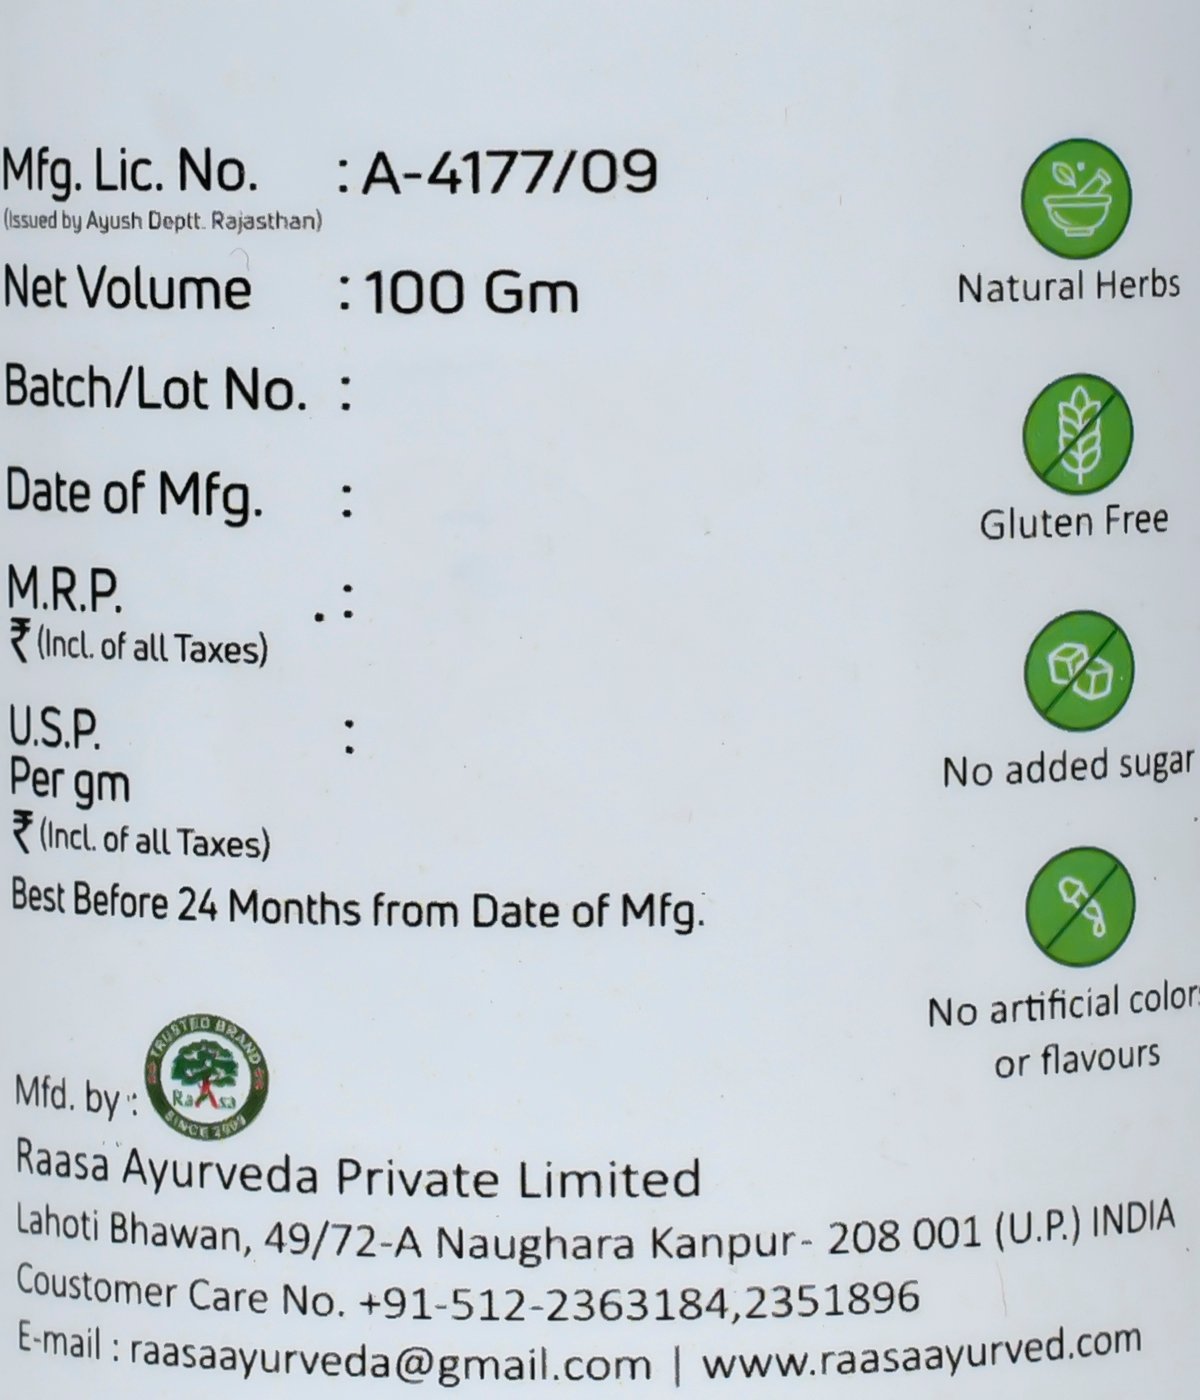 Mfg. Lic. No. : A-4177/09
(Issued by Ayush Deptt. Rajasthan)
Net Volume : 100 Gm
Batch/Lot No. :
Date of Mfg. :
M.R.P. . :
₹ (Incl. of all Taxes)
U.S.P. :
Per gm
₹ (Incl. of all Taxes)
Best Before 24 Months from Date of Mfg.
Natural Herbs
Gluten Free
No added sugar
No artificial colors
or flavours
Mfd. by :
TRUSTED BRAND
RaAsa
SINCE
Raasa Ayurveda Private Limited
Lahoti Bhawan, 49/72-A Naughara Kanpur- 208 001 (U.P.) INDIA
Coustomer Care No. +91-512-2363184,2351896
E-mail : raasaayurveda@gmail.com | www.raasaayurved.com